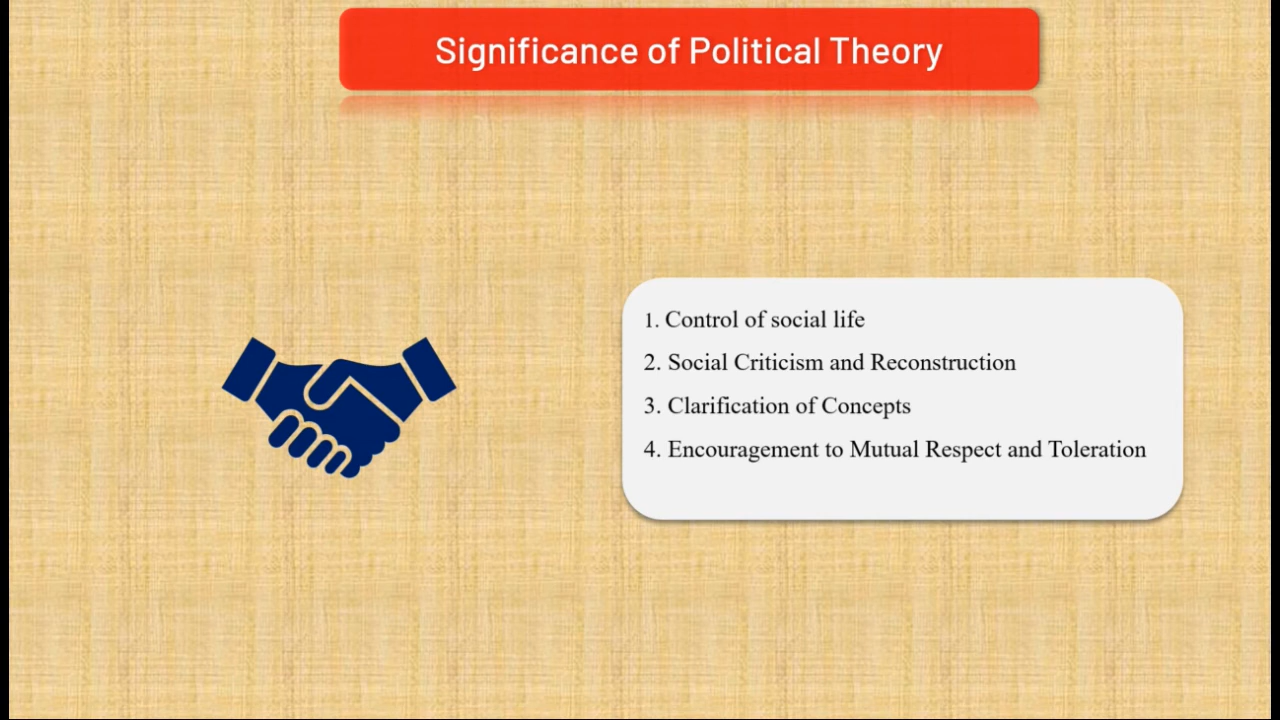 Significance of Political Theory
1. Control of social life
2. Social Criticism and Reconstruction
3. Clarification of Concepts
4. Encouragement to Mutual Respect and Toleration